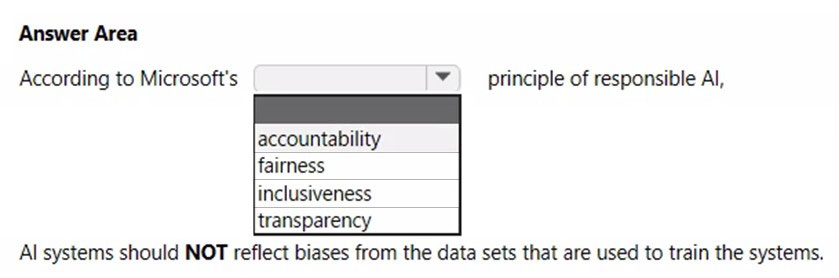 Answer Area
According to Microsoft's principle of responsible AI,
accountability
fairness
inclusiveness
transparency
AI systems should NOT reflect biases from the data sets that are used to train the systems.